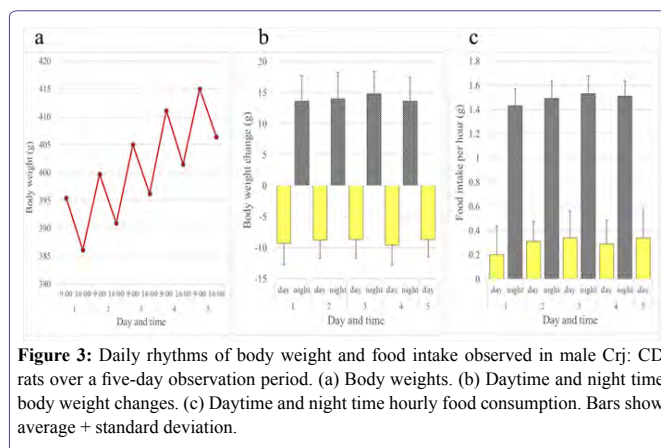 a
b
c
420
415
410
405
400
395
390
385
380
Body weight (g)
9:00 16:00 9:00 16:00 9:00 16:00 9:00 16:00 9:00 16:00
1 2 3 4 5
Day and time
20
15
10
5
0
-5
-10
-15
Body weight change (g)
day night day night day night day night day
1 2 3 4 5
Day and time
1.8
1.6
1.4
1.2
1
0.8
0.6
0.4
0.2
0
Food intake per hour (g)
day night day night day night day night day
1 2 3 4 5
Day and time
Figure 3: Daily rhythms of body weight and food intake observed in male Crj: CD
rats over a five-day observation period. (a) Body weights. (b) Daytime and night time
body weight changes. (c) Daytime and night time hourly food consumption. Bars show
average + standard deviation.